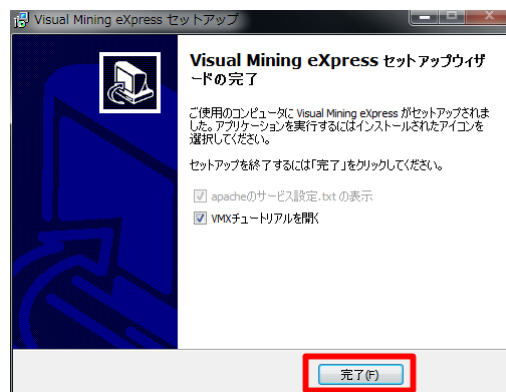 Visual Mining eXpress セットアップ
Visual Mining eXpress セットアップウィザ
ードの完了
ご使用のコンピュータに Visual Mining eXpress がセットアップされま
した。アプリケーションを実行するにはインストールされたアイコンを
選択してください。
セットアップを終了するには「完了」をクリックしてください。
apacheのサービス設定.txt の表示
VMXチュートリアルを開く
完了(F)